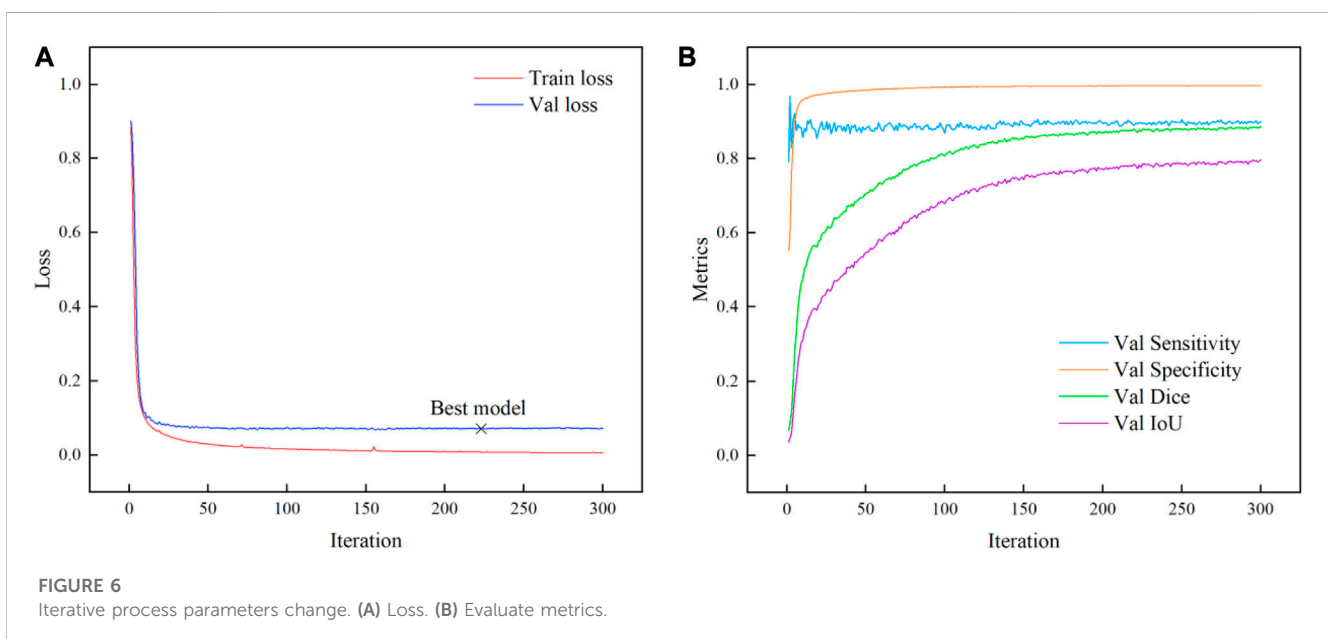 A
1.0
0.8
0.6
0.4
0.2
0.0
Loss
Train loss
Val loss
Best model
0 50 100 150 200 250 300
Iteration
B
1.0
0.8
0.6
0.4
0.2
0.0
Metrics
Val Sensitivity
Val Specificity
Val Dice
Val IoU
0 50 100 150 200 250 300
Iteration
FIGURE 6
Iterative process parameters change. (A) Loss. (B) Evaluate metrics.